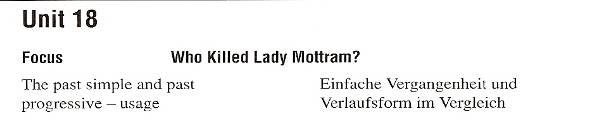 Unit 18
Focus Who Killed Lady Mottram?
The past simple and past Einfache Vergangenheit und
progressive – usage Verlaufsform im Vergleich